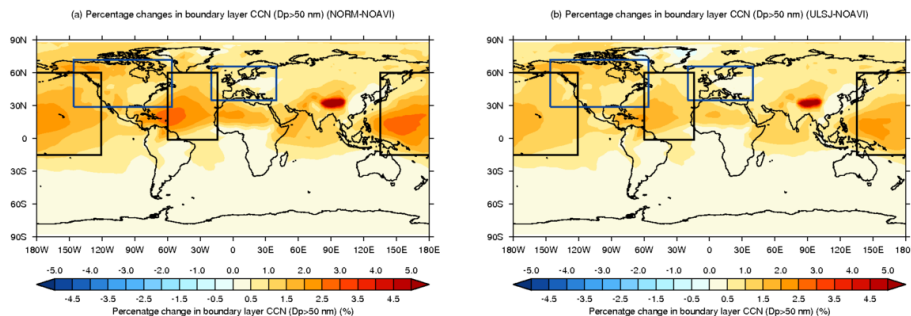 (a) Percentage changes in boundary layer CCN (Dp>50 nm) (NORM-NOAVI)
90N
60N
30N
0
30S
60S
90S
180W 150W 120W 90W 60W 30W 0 30E 60E 90E 120E 150E 180E
-5.0 -4.0 -3.0 -2.0 -1.0 0.0 1.0 2.0 3.0 4.0 5.0
-4.5 -3.5 -2.5 -1.5 -0.5 0.5 1.5 2.5 3.5 4.5
Percenatge change in boundary layer CCN (Dp>50 nm) (%)
(b) Percentage changes in boundary layer CCN (Dp>50 nm) (ULSJ-NOAVI)
90N
60N
30N
0
30S
60S
90S
180W 150W 120W 90W 60W 30W 0 30E 60E 90E 120E 150E 180E
-5.0 -4.0 -3.0 -2.0 -1.0 0.0 1.0 2.0 3.0 4.0 5.0
-4.5 -3.5 -2.5 -1.5 -0.5 0.5 1.5 2.5 3.5 4.5
Percenatge change in boundary layer CCN (Dp>50 nm) (%)